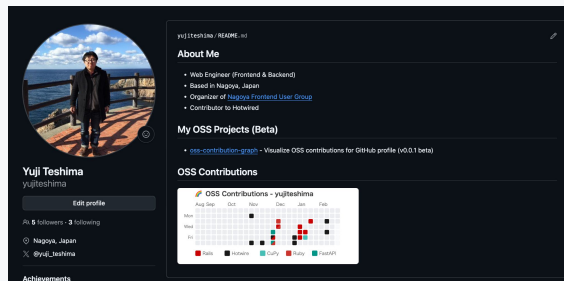 yujiteshima/README.md
About Me
Web Engineer (Frontend & Backend)
Based in Nagoya, Japan
Organizer of Nagoya Frontend User Group
Contributor to Hotwired
My OSS Projects (Beta)
oss-contribution-graph - Visualize OSS contributions for GitHub profile (v0.0.1 beta)
OSS Contributions
OSS Contributions - yujiteshima
Aug Sep Oct Nov Dec Jan Feb
Mon
Wed
Fri
Rails Hotwire CuPy Ruby FastAPI
Yuji Teshima
yujiteshima
Edit profile
5 followers · 3 following
Nagoya, Japan
@yuji_teshima
Achievements